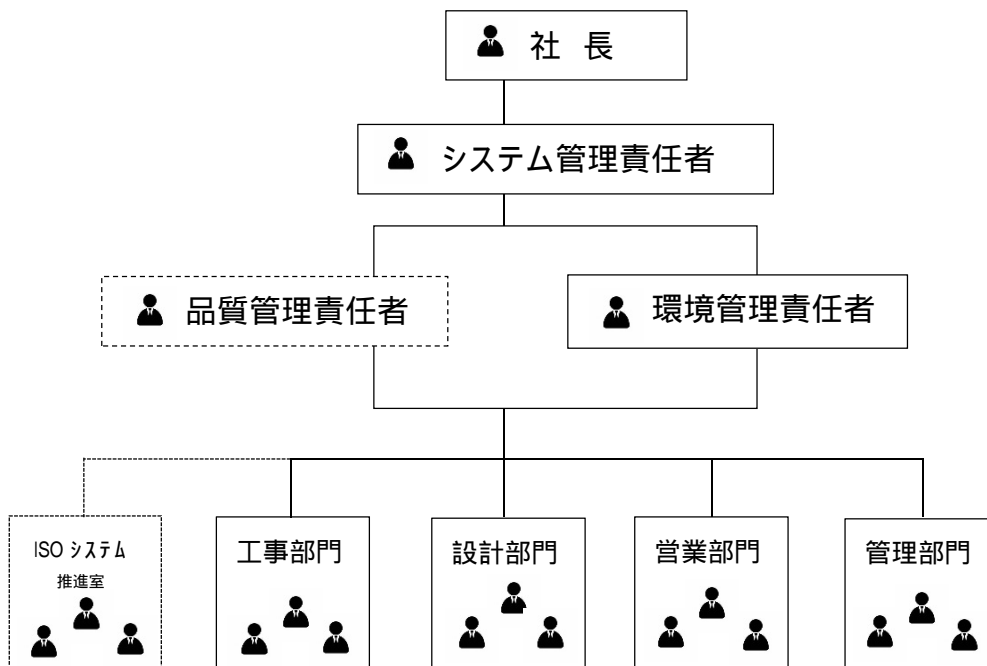 社 長
システム管理責任者
品質管理責任者
環境管理責任者
ISO システム
推進室
工事部門
設計部門
営業部門
管理部門